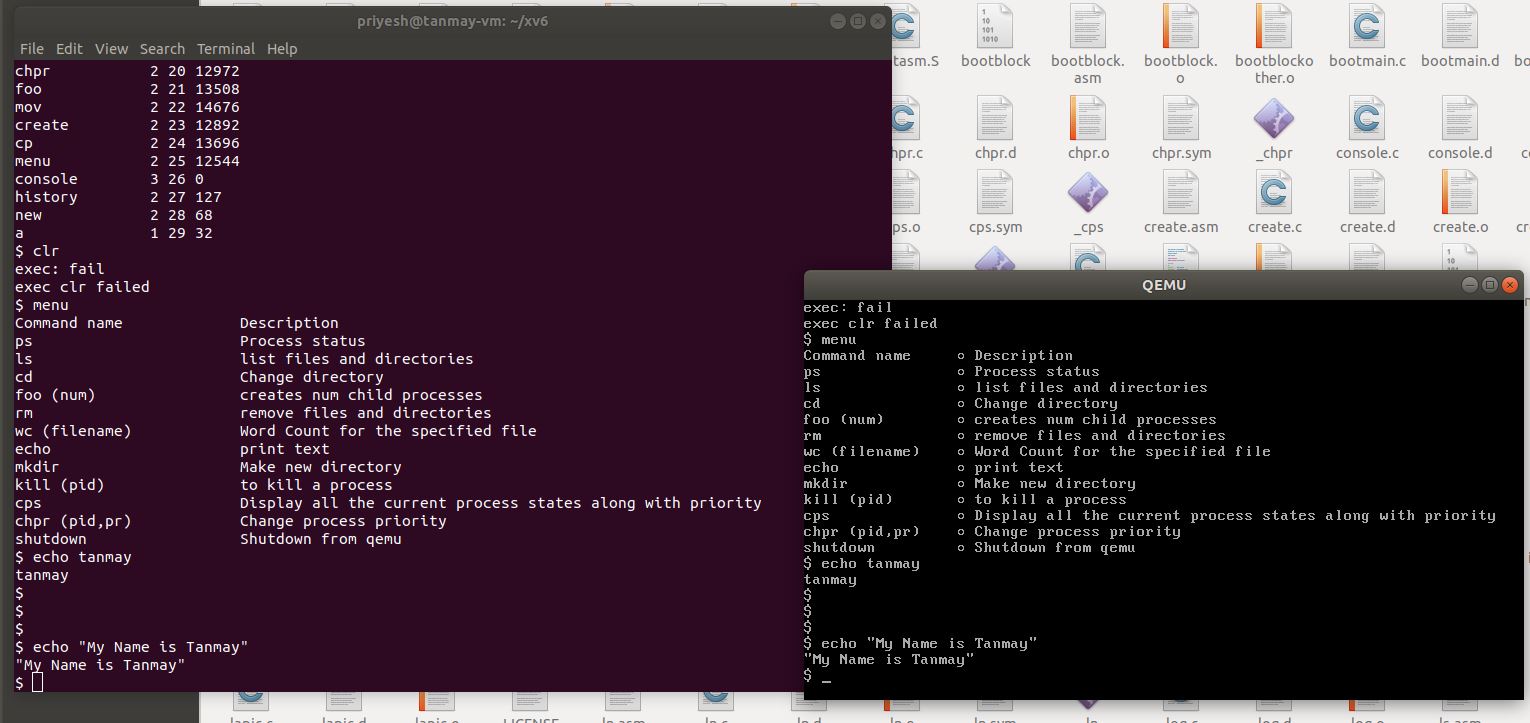 priyesh@tanmay-vm: ~/xv6
File Edit View Search Terminal Help
chpr 2 20 12972
foo 2 21 13508
mov 2 22 14676
create 2 23 12892
cp 2 24 13696
menu 2 25 12544
console 3 26 0
history 2 27 127
new 2 28 68
a 1 29 32
$ clr
exec: fail
exec clr failed
$ menu
Command name Description
ps Process status
ls list files and directories
cd Change directory
foo (num) creates num child processes
rm remove files and directories
wc (filename) Word Count for the specified file
echo print text
mkdir Make new directory
kill (pid) to kill a process
cps Display all the current process states along with priority
chpr (pid,pr) Change process priority
shutdown Shutdown from qemu
$ echo tanmay
tanmay
$
$
$
$ echo "My Name is Tanmay"
"My Name is Tanmay"
$
tasm.S bootblock bootblock. bootblock. bootblocko bootmain.c bootmain.d
asm o ther.o
hpr.c chpr.d chpr.o chpr.sym _chpr console.c console.d
ps.o cps.sym _cps create.asm create.c create.d create.o
QEMU
exec: fail
exec clr failed
$ menu
Command name Description
ps Process status
ls list files and directories
cd Change directory
foo (num) creates num child processes
rm remove files and directories
wc (filename) Word Count for the specified file
echo print text
mkdir Make new directory
kill (pid) to kill a process
cps Display all the current process states along with priority
chpr (pid,pr) Change process priority
shutdown Shutdown from qemu
$ echo tanmay
tanmay
$
$
$
$ echo "My Name is Tanmay"
"My Name is Tanmay"
$ _